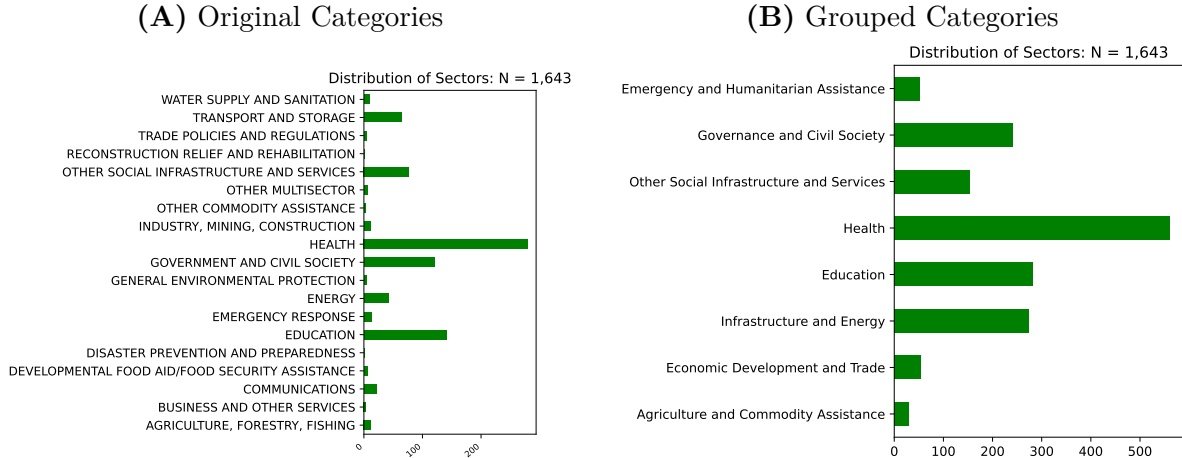 (A) Original Categories
Distribution of Sectors: N = 1,643
WATER SUPPLY AND SANITATION
TRANSPORT AND STORAGE
TRADE POLICIES AND REGULATIONS
RECONSTRUCTION RELIEF AND REHABILITATION
OTHER SOCIAL INFRASTRUCTURE AND SERVICES
OTHER MULTISECTOR
OTHER COMMODITY ASSISTANCE
INDUSTRY, MINING, CONSTRUCTION
HEALTH
GOVERNMENT AND CIVIL SOCIETY
GENERAL ENVIRONMENTAL PROTECTION
ENERGY
EMERGENCY RESPONSE
EDUCATION
DISASTER PREVENTION AND PREPAREDNESS
DEVELOPMENTAL FOOD AID/FOOD SECURITY ASSISTANCE
COMMUNICATIONS
BUSINESS AND OTHER SERVICES
AGRICULTURE, FORESTRY, FISHING
0 100 200
(B) Grouped Categories
Distribution of Sectors: N = 1,643
Emergency and Humanitarian Assistance
Governance and Civil Society
Other Social Infrastructure and Services
Health
Education
Infrastructure and Energy
Economic Development and Trade
Agriculture and Commodity Assistance
0 100 200 300 400 500